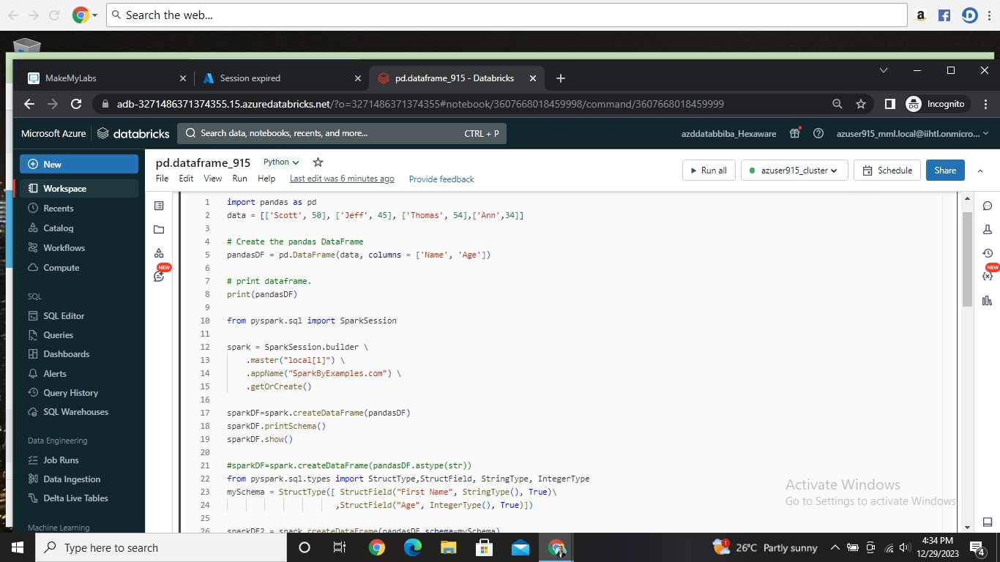 Search the web...
MakeMyLabs
Session expired
pd.dataframe_915 - Databricks
adb-3271486371374355.15.azuredatabricks.net/?o=3271486371374355#notebook/3607668018459998/command/3607668018459999
Incognito
Microsoft Azure
databricks
Search data, notebooks, recents, and more...
CTRL + P
azddatabbiba_Hexaware
azuser915_mml.local@iihtl.onmicro...
New
Workspace
Recents
Catalog
Workflows
Compute
SQL
SQL Editor
Queries
Dashboards
Alerts
Query History
SQL Warehouses
Data Engineering
Job Runs
Data Ingestion
Delta Live Tables
Machine Learning
pd.dataframe_915
Python
File Edit View Run Help Last edit was 6 minutes ago Provide feedback
Run all
azuser915_cluster
Schedule
Share
NEW
NEW
1 import pandas as pd
2 data = [['Scott', 50], ['Jeff', 45], ['Thomas', 54],['Ann',34]]
3
4 # Create the pandas DataFrame
5 pandasDF = pd.DataFrame(data, columns = ['Name', 'Age'])
6
7 # print dataframe.
8 print(pandasDF)
9
10 from pyspark.sql import SparkSession
11
12 spark = SparkSession.builder \
13 .master("local[1]") \
14 .appName("SparkByExamples.com") \
15 .getOrCreate()
16
17 sparkDF=spark.createDataFrame(pandasDF)
18 sparkDF.printSchema()
19 sparkDF.show()
20
21 #sparkDF=spark.createDataFrame(pandasDF.astype(str))
22 from pyspark.sql.types import StructType,StructField, StringType, IntegerType
23 mySchema = StructType([ StructField("First Name", StringType(), True)\
24 ,StructField("Age", IntegerType(), True)])
25
26 sparkDF2 = spark.createDataFrame(pandasDF,schema=mySchema)
Activate Windows
Go to Settings to activate Windows.
Type here to search
26°C Partly sunny
4:34 PM
12/29/2023
4